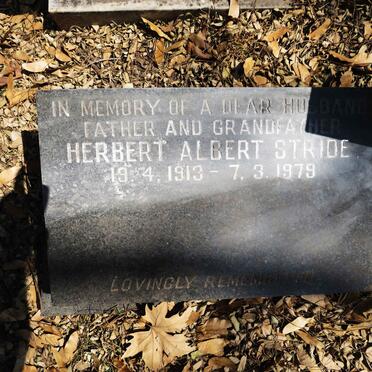 IN MEMORY OF A DEAR HUSBAND
FATHER AND GRANDFATHER
HERBERT ALBERT STRIDE
19.4.1913 - 7.3.1979
LOVINGLY REMEMBERED